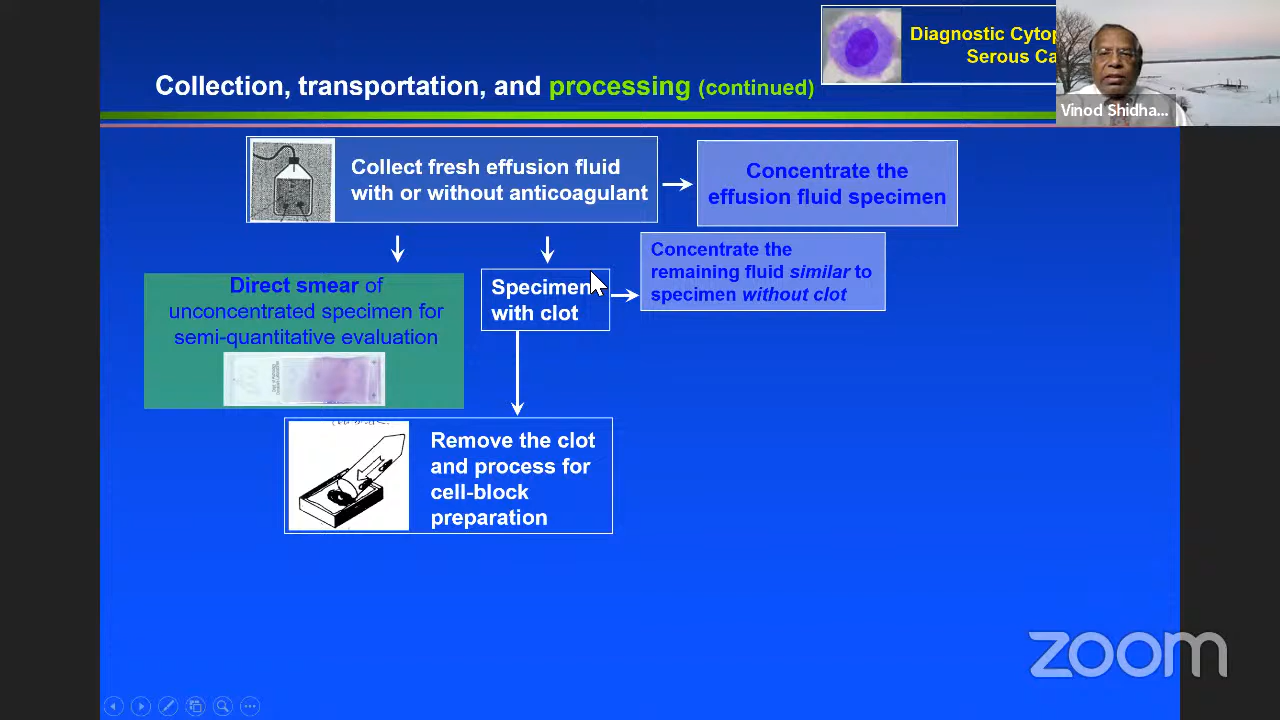 Diagnostic Cytop
Serous Ca
Vinod Shidha...
Collection, transportation, and processing (continued)
Collect fresh effusion fluid
with or without anticoagulant
Concentrate the
effusion fluid specimen
Concentrate the
remaining fluid similar to
specimen without clot
Direct smear of
unconcentrated specimen for
semi-quantitative evaluation
Specimen
with clot
Remove the clot
and process for
cell-block
preparation
zoom